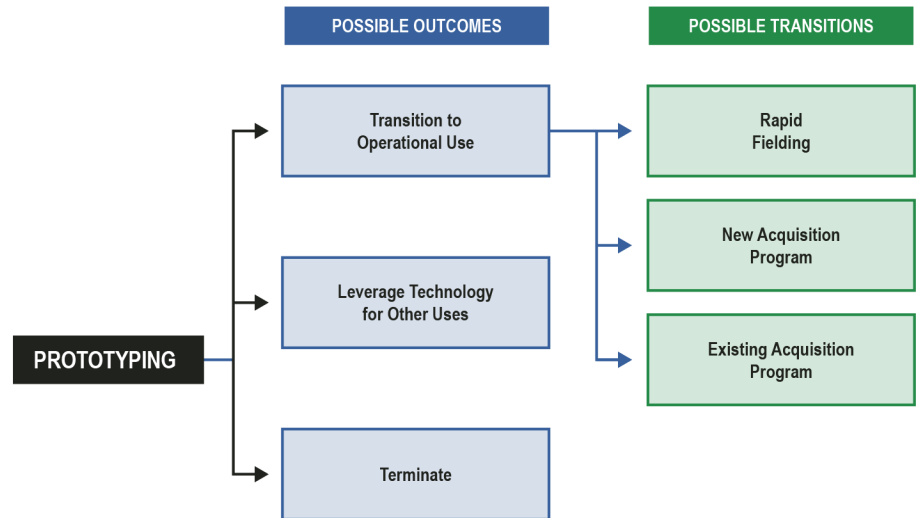 POSSIBLE OUTCOMES
POSSIBLE TRANSITIONS
Transition to
Operational Use
Rapid
Fielding
New Acquisition
Program
Leverage Technology
for Other Uses
PROTOTYPING
Existing Acquisition
Program
Terminate